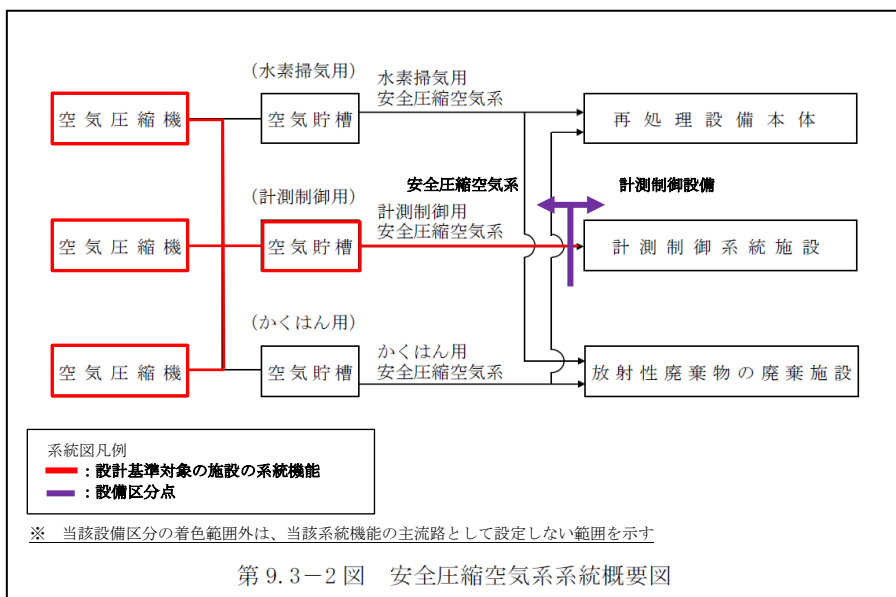 (水素掃気用)
水素掃気用
安全圧縮空気系
空気圧縮機
空気貯槽
再処理設備本体
安全圧縮空気系
計測制御設備
(計測制御用)
計測制御用
安全圧縮空気系
空気圧縮機
空気貯槽
計測制御系統施設
(かくはん用)
かくはん用
安全圧縮空気系
空気圧縮機
空気貯槽
放射性廃棄物の廃棄施設
系統図凡例
:設計基準対象の施設の系統機能
:設備区分点
※ 当該設備区分の着色範囲外は、当該系統機能の主流路として設定しない範囲を示す
第9.3-2図 安全圧縮空気系系統概要図